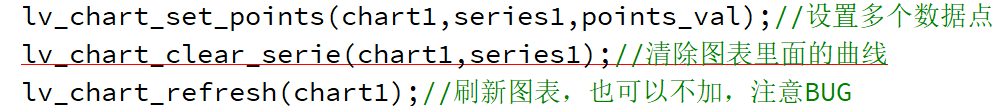 lv_chart_set_points(chart1,series1,points_val);//设置多个数据点
lv_chart_clear_serie(chart1,series1);//清除图表里面的曲线
lv_chart_refresh(chart1);//刷新图表，也可以不加，注意BUG